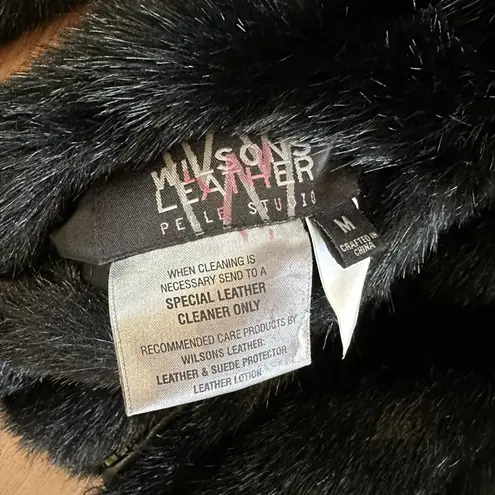 WILSONS
LEATHER
PELLE STUDIO
M
CRAFTED IN
CHINA
WHEN CLEANING IS
NECESSARY SEND TO A
SPECIAL LEATHER
CLEANER ONLY
RECOMMENDED CARE PRODUCTS BY
WILSONS LEATHER:
LEATHER & SUEDE PROTECTOR
LEATHER LOTION